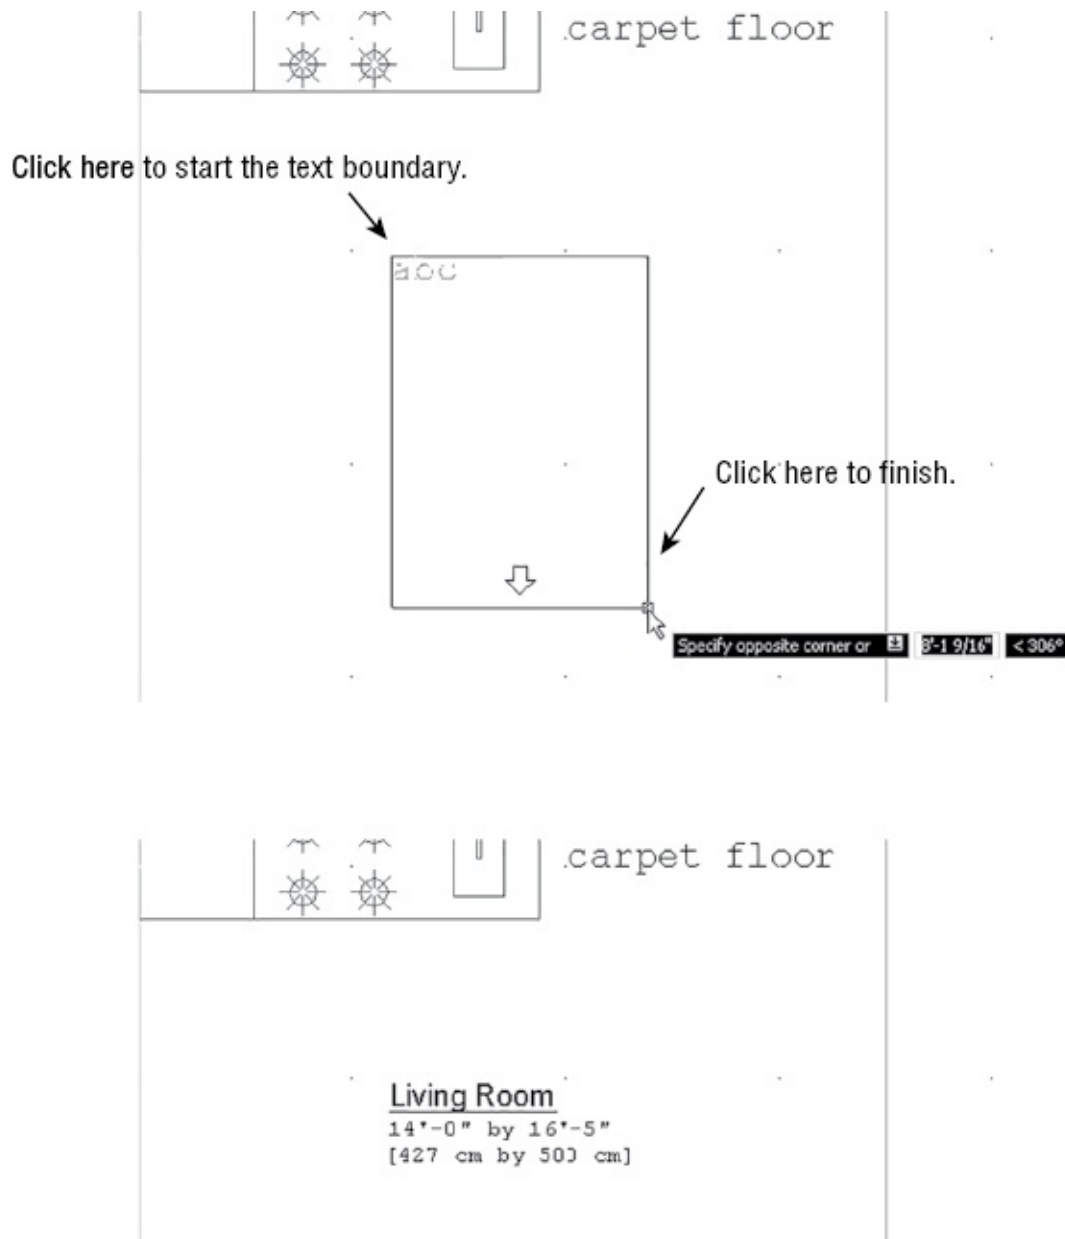 carpet floor
Click here to start the text boundary.
abc
Click here to finish.
Specify opposite corner or 8'-1 9/16" < 306°
carpet floor
Living Room
14'-0" by 16'-5"
[427 cm by 500 cm]